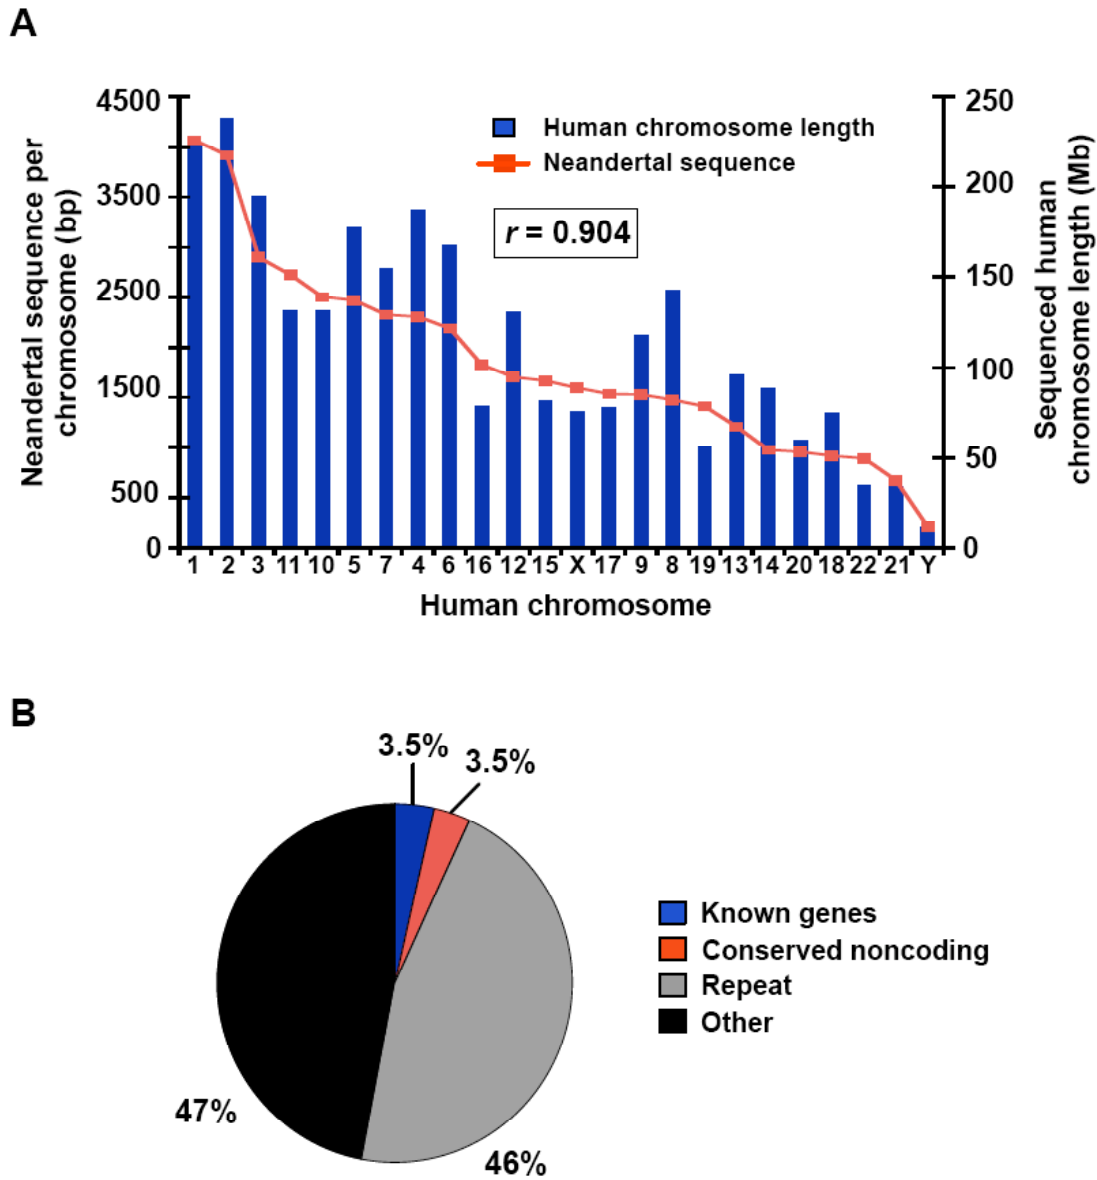 A
4500
3500
2500
1500
500
0
Neandertal sequence per
chromosome (bp)
Human chromosome length
Neandertal sequence
r = 0.904
250
200
150
100
50
0
Sequenced human
chromosome length (Mb)
1 2 3 11 10 5 7 4 6 16 12 15 X 17 9 8 19 13 14 20 18 22 21 Y
Human chromosome
B
3.5%
3.5%
47%
46%
Known genes
Conserved noncoding
Repeat
Other